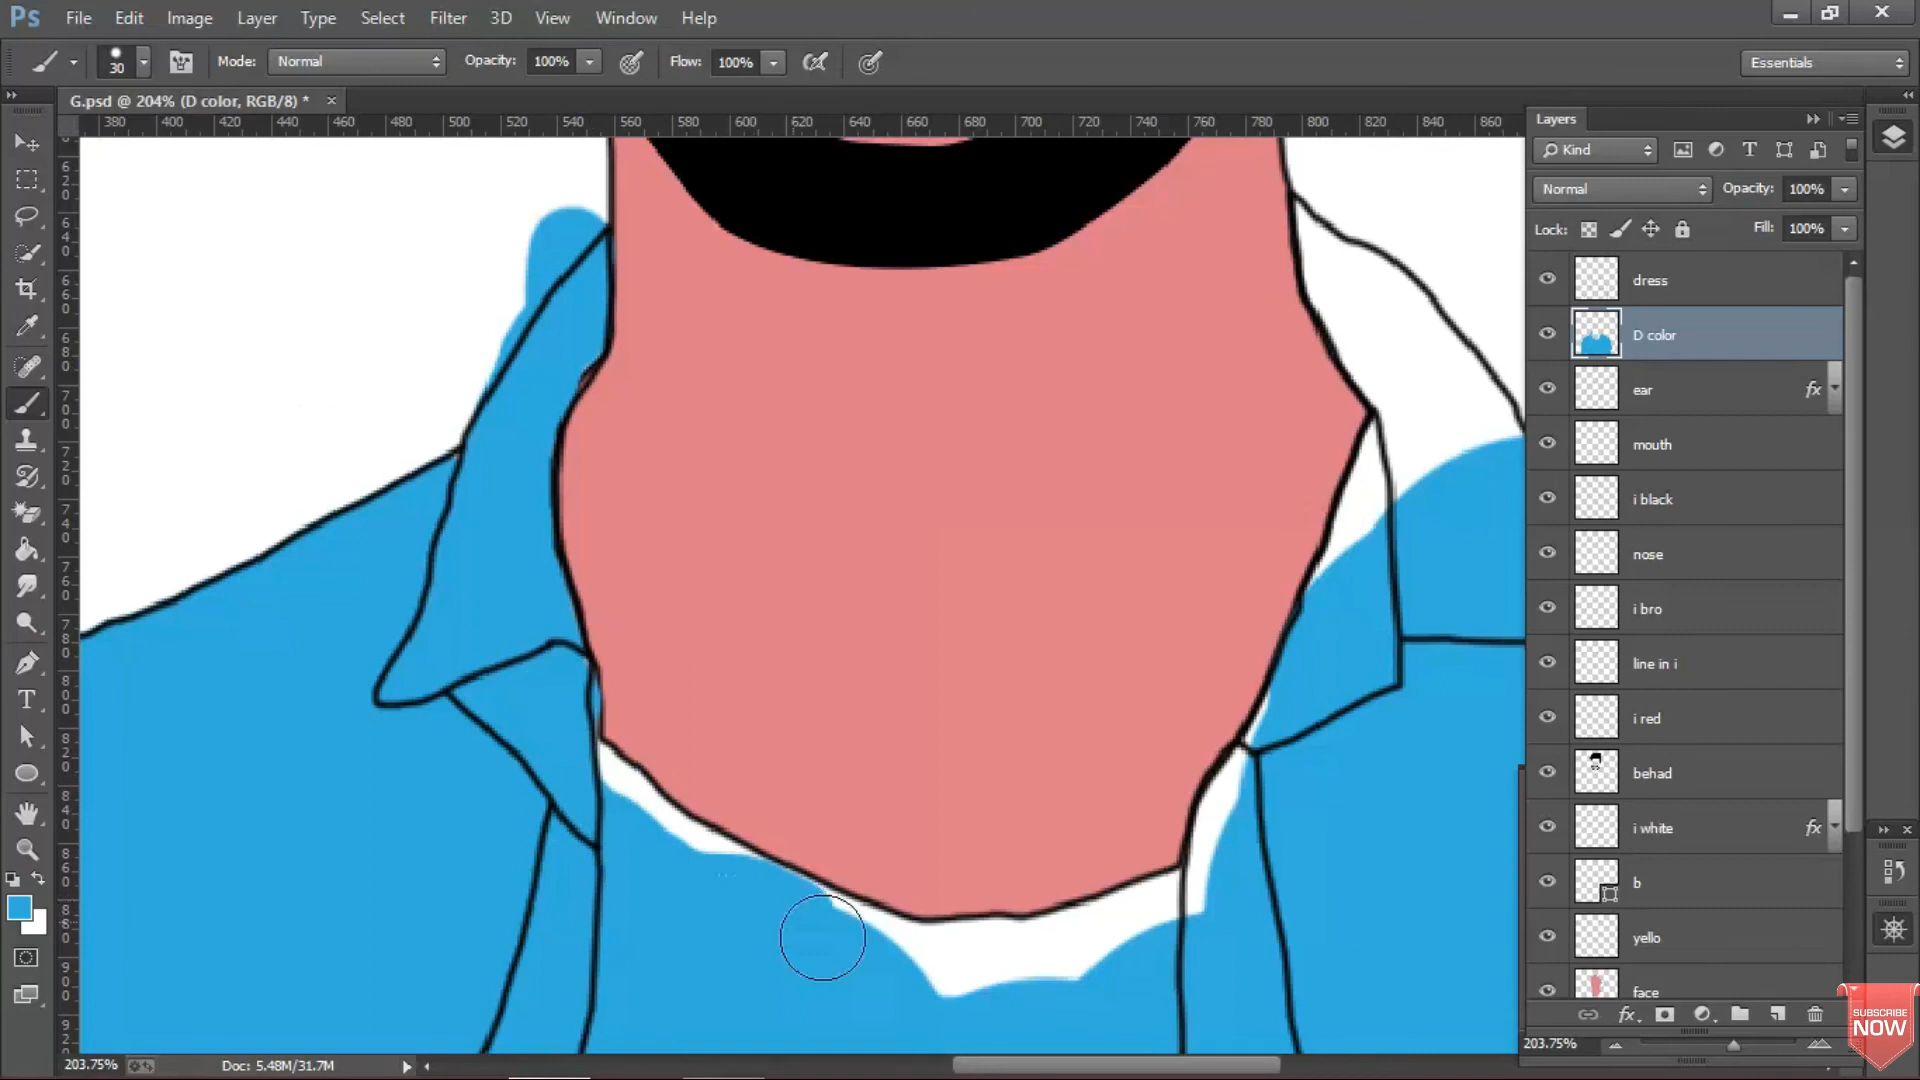 Ps File Edit Image Layer Type Select Filter 3D View Window Help
30 Mode: Normal Opacity: 100% Flow: 100% Essentials
G.psd @ 204% (D color, RGB/8) * ×
380 400 420 440 460 480 500 520 540 560 580 600 620 640 660 680 700 720 740 760 780 800 820 840 860
Layers
Kind
Normal Opacity: 100%
Lock: Fill: 100%
dress
D color
ear fx
mouth
i black
nose
i bro
line in i
i red
behad
i white fx
b
yello
face
fx
203.75%
203.75% Doc: 5.48M/31.7M
SUBSCRIBE
NOW